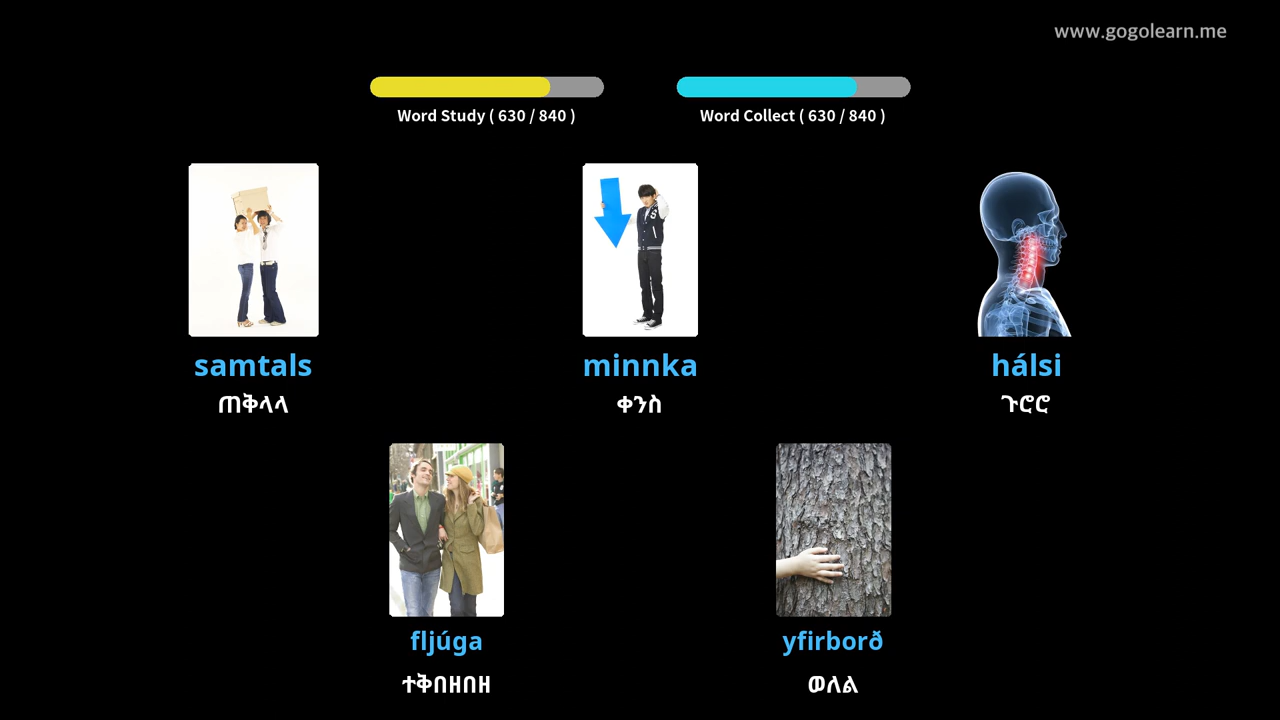 www.gogolearn.me
Word Study ( 630 / 840 )
Word Collect ( 630 / 840 )
samtals
minnka
hálsi
ጠቅላላ
ቀንስ
ጉሮሮ
fljúga
yfirborð
ተቅበዘበዘ
ወለል